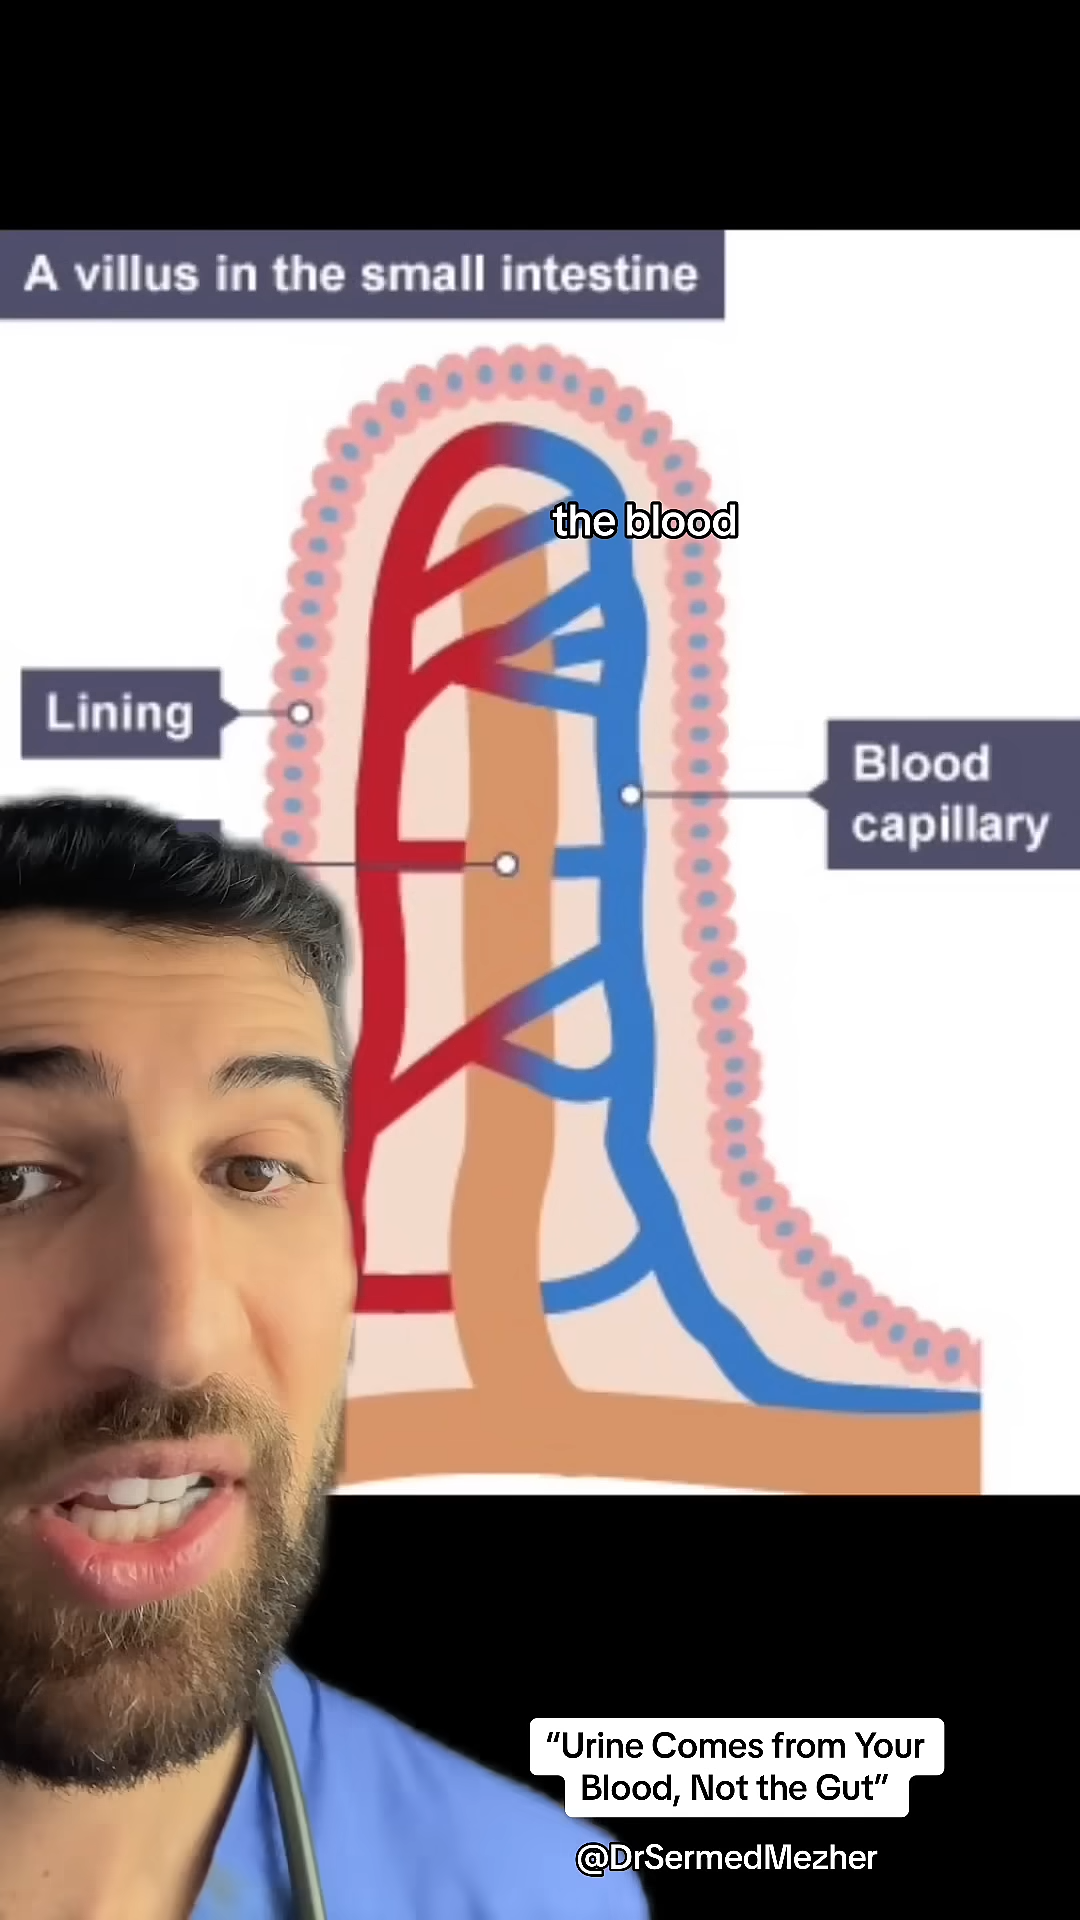 A villus in the small intestine
the blood
Lining
Blood
capillary
“Urine Comes from Your
Blood, Not the Gut”
@DrSermedMezher